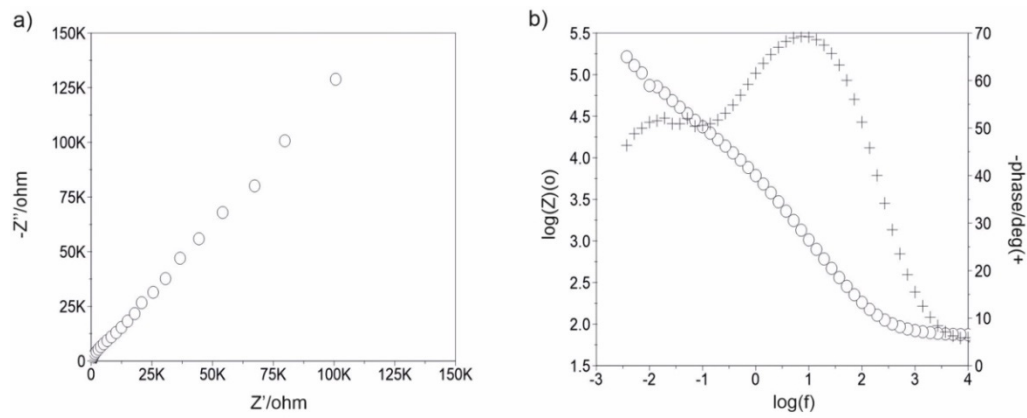 a)
150K
125K
100K
75K
50K
25K
0
-Z''/ohm
0 25K 50K 75K 100K 125K 150K
Z'/ohm
b)
5.5
5.0
4.5
4.0
3.5
3.0
2.5
2.0
1.5
log(Z)(o)
70
60
50
40
30
20
10
0
-phase/deg(+
-3 -2 -1 0 1 2 3 4
log(f)